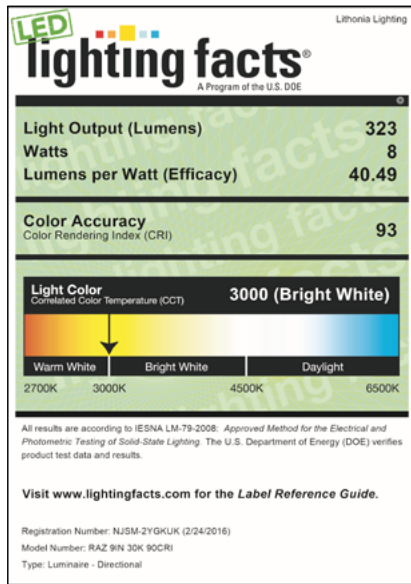 Lithonia Lighting
LED
lighting facts®
A Program of the U.S. DOE
Light Output (Lumens) 323
Watts 8
Lumens per Watt (Efficacy) 40.49
Color Accuracy 93
Color Rendering Index (CRI)
Light Color 3000 (Bright White)
Correlated Color Temperature (CCT)
Warm White Bright White Daylight
2700K 3000K 4500K 6500K
All results are according to IESNA LM-79-2008: Approved Method for the Electrical and
Photometric Testing of Solid-State Lighting. The U.S. Department of Energy (DOE) verifies
product test data and results.
Visit www.lightingfacts.com for the Label Reference Guide.
Registration Number: NJSM-2YGKUK (2/24/2016)
Model Number: RAZ 9IN 30K 90CRI
Type: Luminaire - Directional